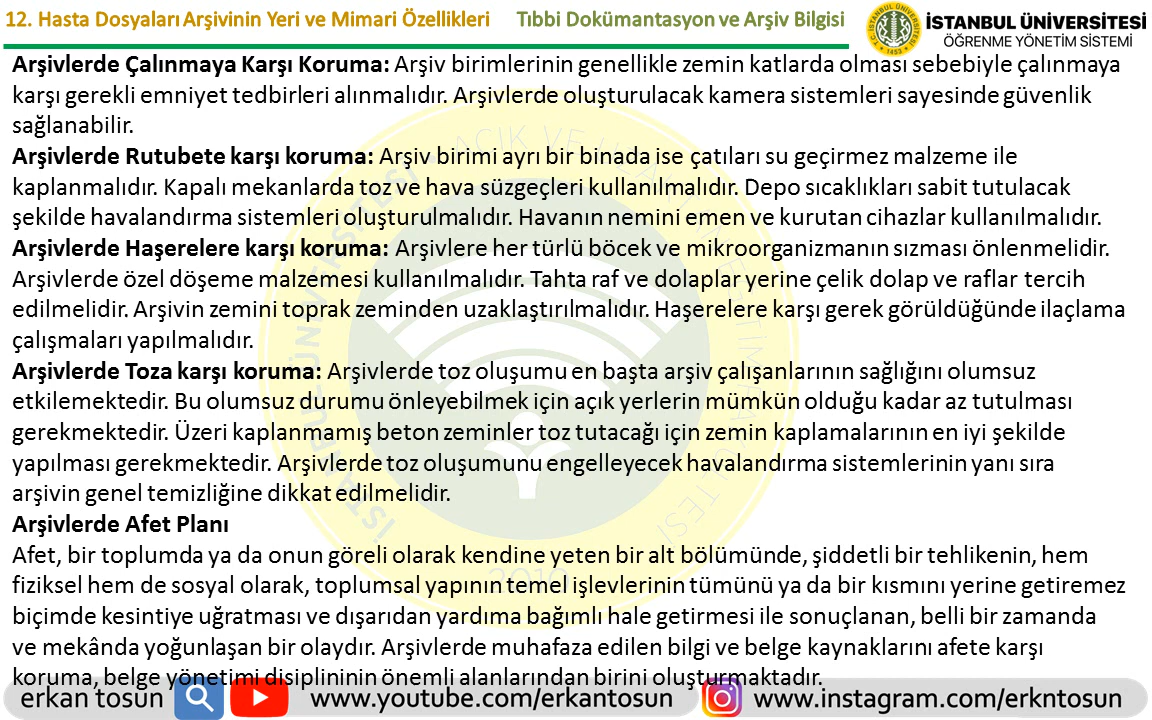 12. Hasta Dosyaları Arşivinin Yeri ve Mimari Özellikleri Tıbbi Dokümantasyon ve Arşiv Bilgisi
İSTANBUL ÜNİVERSİTESİ
ÖĞRENME YÖNETİM SİSTEMİ
Arşivlerde Çalınmaya Karşı Koruma: Arşiv birimlerinin genellikle zemin katlarda olması sebebiyle çalınmaya
karşı gerekli emniyet tedbirleri alınmalıdır. Arşivlerde oluşturulacak kamera sistemleri sayesinde güvenlik
sağlanabilir.
Arşivlerde Rutubete karşı koruma: Arşiv birimi ayrı bir binada ise çatıları su geçirmez malzeme ile
kaplanmalıdır. Kapalı mekanlarda toz ve hava süzgeçleri kullanılmalıdır. Depo sıcaklıkları sabit tutulacak
şekilde havalandırma sistemleri oluşturulmalıdır. Havanın nemini emen ve kurutan cihazlar kullanılmalıdır.
Arşivlerde Haşerelere karşı koruma: Arşivlere her türlü böcek ve mikroorganizmanın sızması önlenmelidir.
Arşivlerde özel döşeme malzemesi kullanılmalıdır. Tahta raf ve dolaplar yerine çelik dolap ve raflar tercih
edilmelidir. Arşivin zemini toprak zeminden uzaklaştırılmalıdır. Haşerelere karşı gerek görüldüğünde ilaçlama
çalışmaları yapılmalıdır.
Arşivlerde Toza karşı koruma: Arşivlerde toz oluşumu en başta arşiv çalışanlarının sağlığını olumsuz
etkilemektedir. Bu olumsuz durumu önleyebilmek için açık yerlerin mümkün olduğu kadar az tutulması
gerekmektedir. Üzeri kaplanmamış beton zeminler toz tutacağı için zemin kaplamalarının en iyi şekilde
yapılması gerekmektedir. Arşivlerde toz oluşumunu engelleyecek havalandırma sistemlerinin yanı sıra
arşivin genel temizliğine dikkat edilmelidir.
Arşivlerde Afet Planı
Afet, bir toplumda ya da onun göreli olarak kendine yeten bir alt bölümünde, şiddetli bir tehlikenin, hem
fiziksel hem de sosyal olarak, toplumsal yapının temel işlevlerinin tümünü ya da bir kısmını yerine getiremez
biçimde kesintiye uğratması ve dışarıdan yardıma bağımlı hale getirmesi ile sonuçlanan, belli bir zamanda
ve mekânda yoğunlaşan bir olaydır. Arşivlerde muhafaza edilen bilgi ve belge kaynaklarını afete karşı
koruma, belge yönetimi disiplininin önemli alanlarından birini oluşturmaktadır.
erkan tosun www.youtube.com/erkantosun www.instagram.com/erkntosun